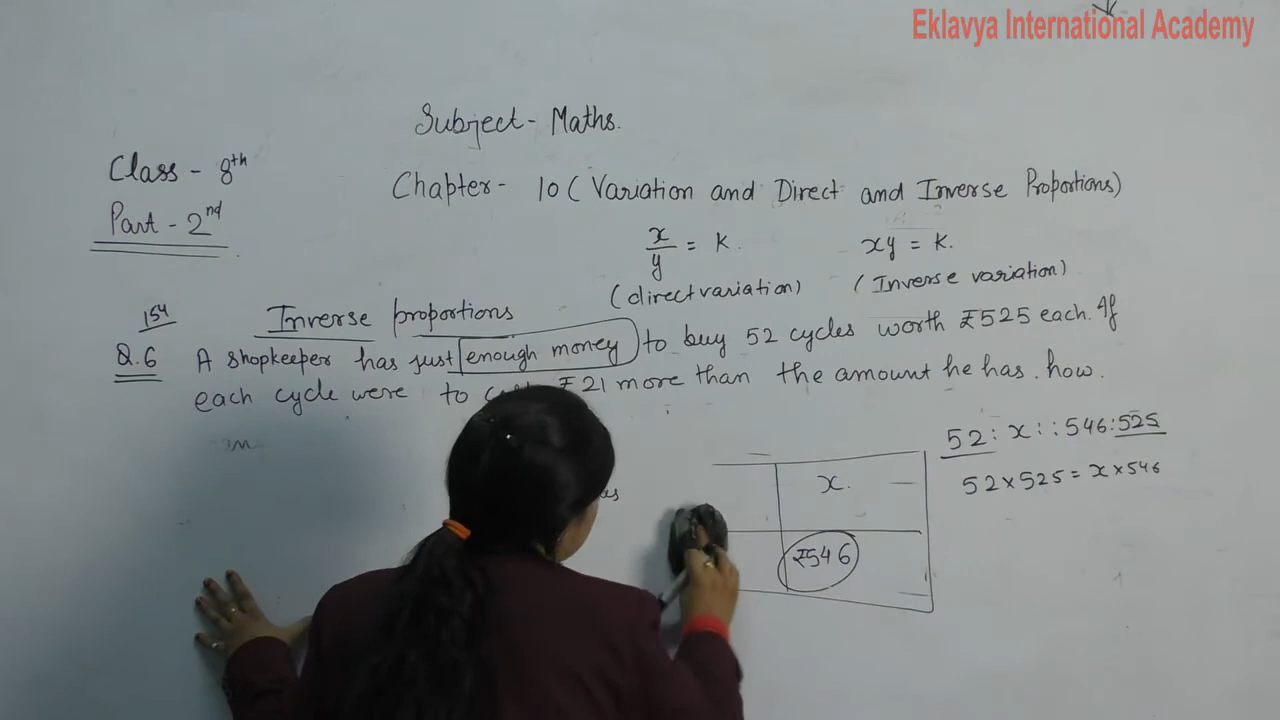 Eklavya International Academy
Subject - Maths.
Class - 8th
Chapter - 10 ( Variation and Direct and Inverse Proportions)
Part - 2nd
x/y = K.
xy = K.
(direct variation)
( Inverse variation)
154
Inverse proportions
Q.6 A shopkeeper has just enough money to buy 52 cycles worth ₹525 each. If
each cycle were to ₹21 more than the amount he has. how.
52 : x :: 546 : 525
52 × 525 = x × 546
x.
₹546